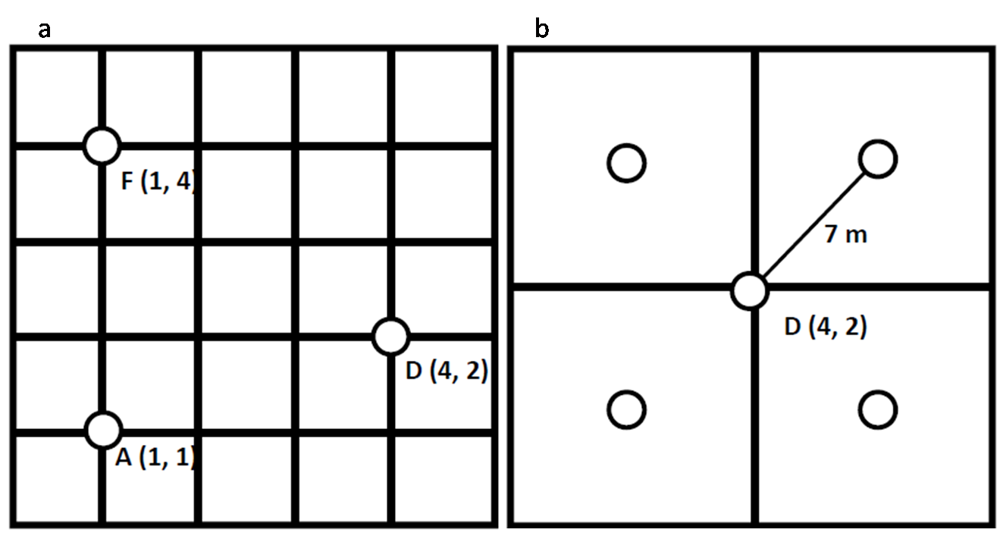 a
F (1, 4)
D (4, 2)
A (1, 1)
b
7 m
D (4, 2)